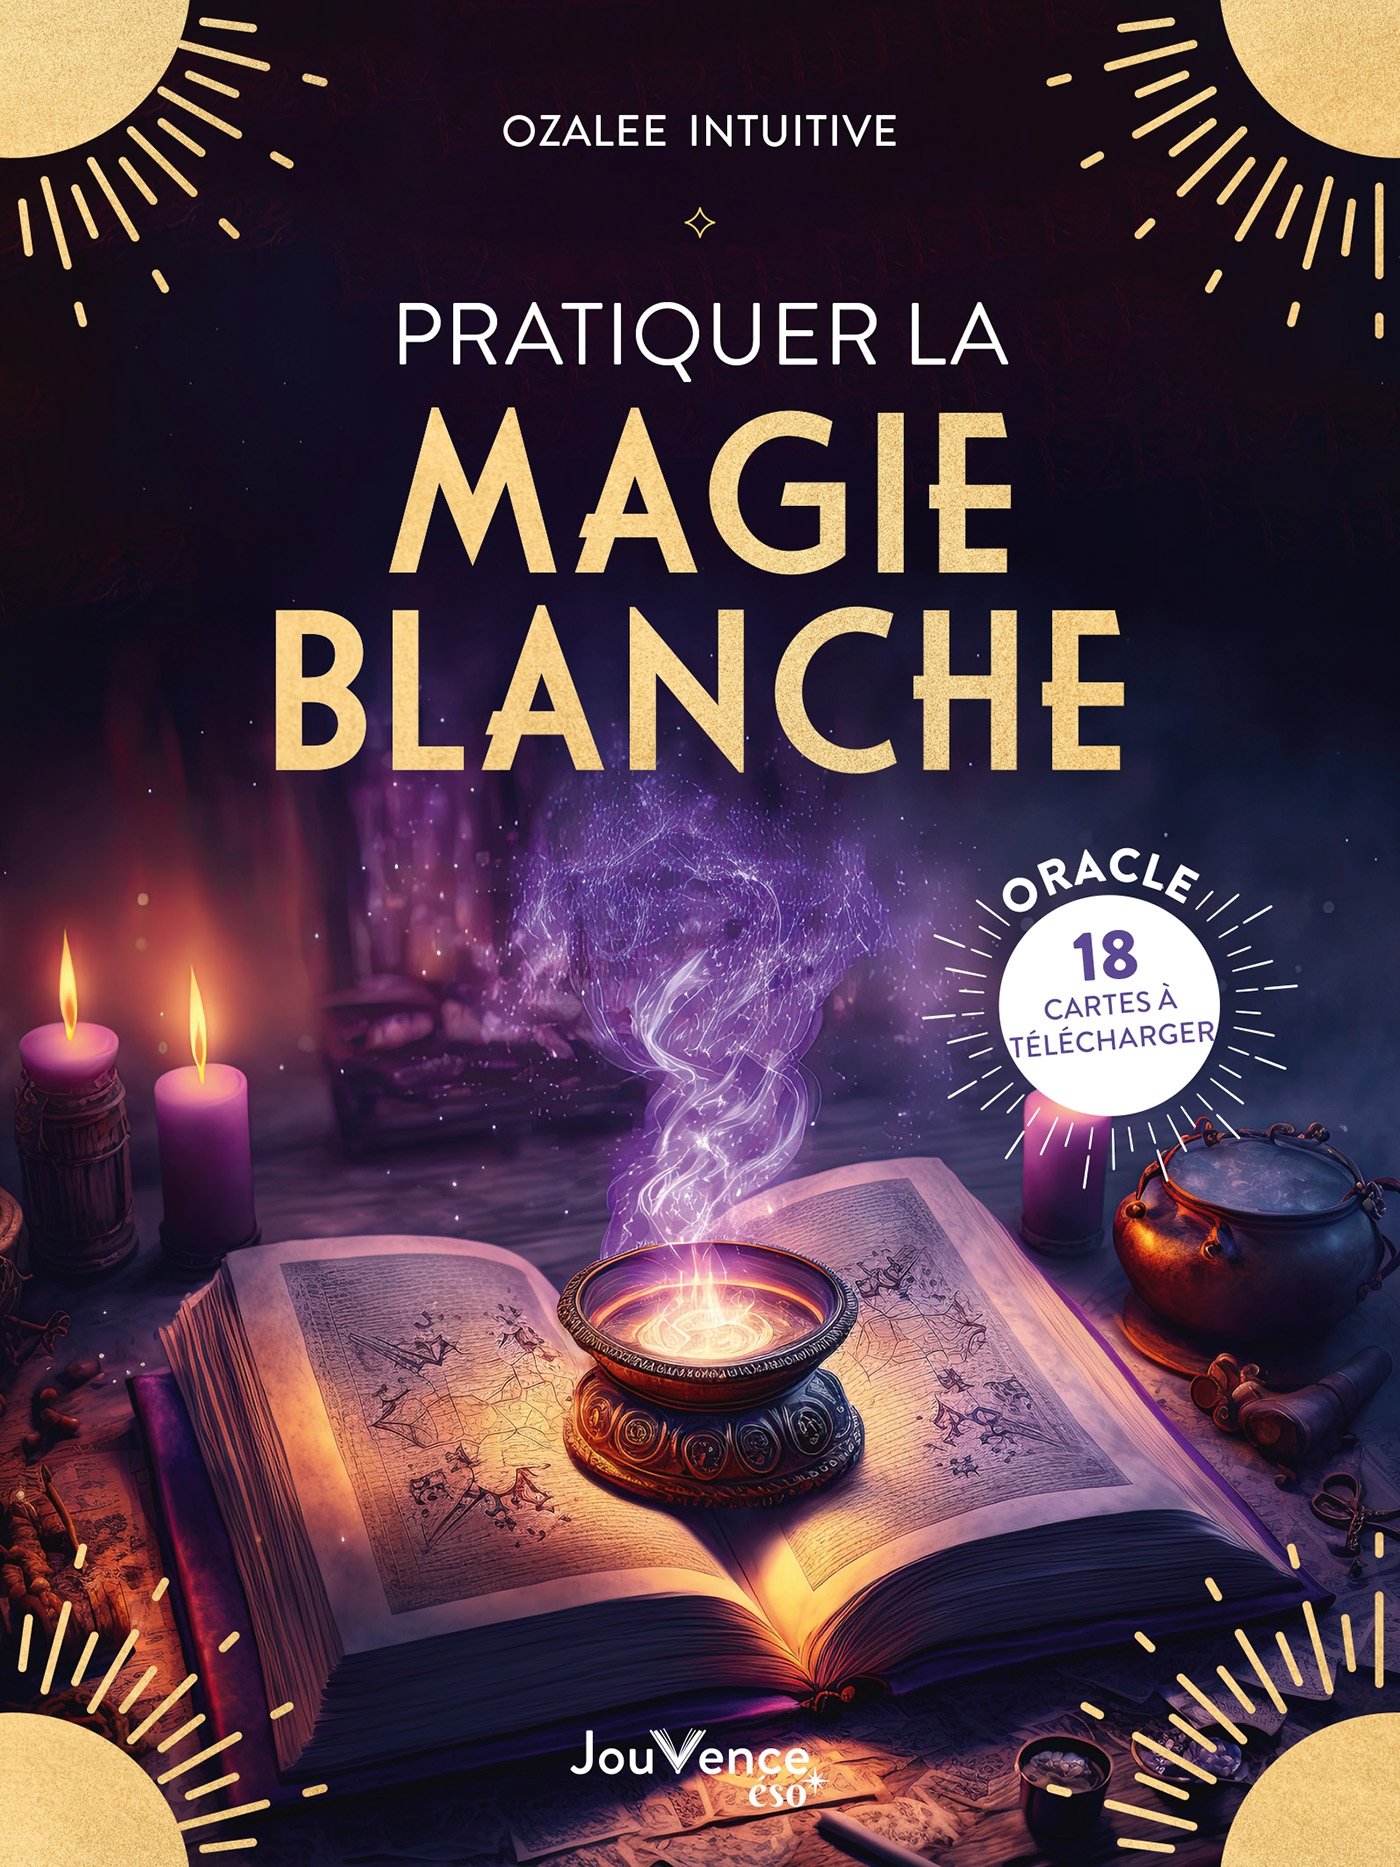 OZALEE INTUITIVE
PRATIQUER LA
MAGIE
BLANCHE
ORACLE
18
CARTES À
TÉLÉCHARGER
JouVence
éso